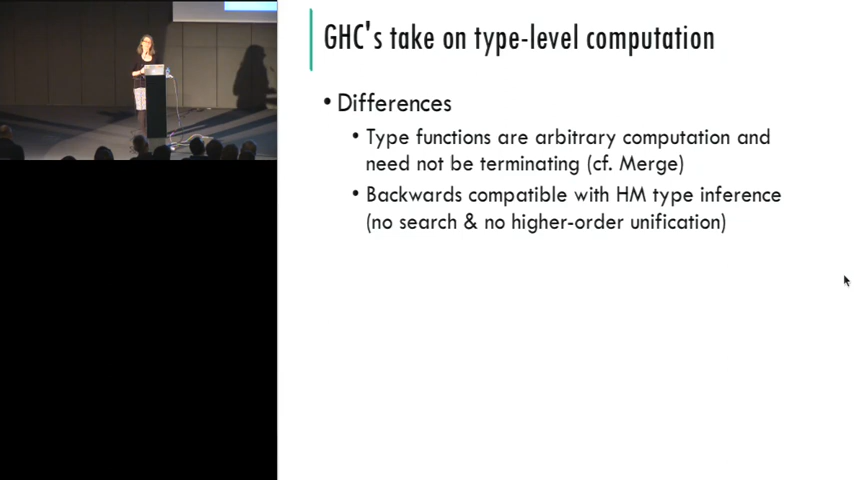 GHC's take on type-level computation
• Differences
• Type functions are arbitrary computation and
need not be terminating (cf. Merge)
• Backwards compatible with HM type inference
(no search & no higher-order unification)